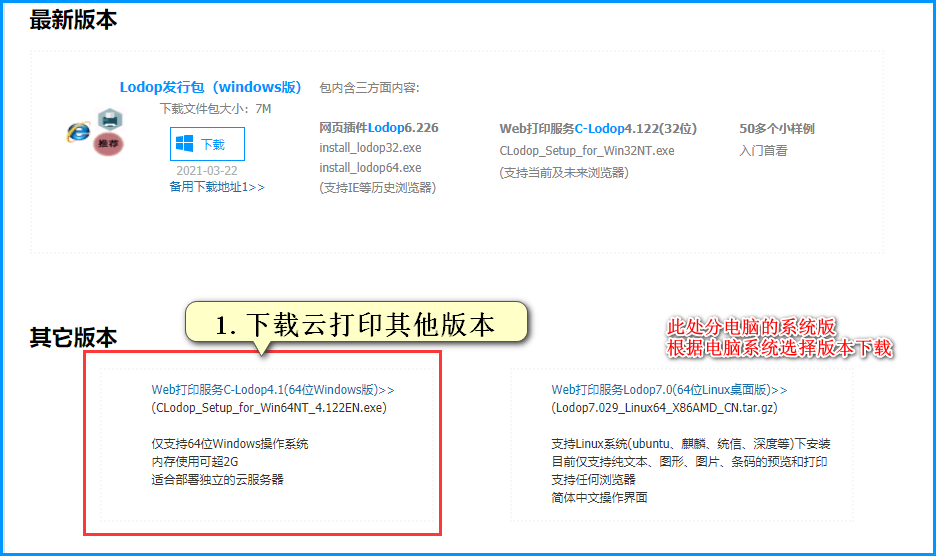 最新版本
Lodop发行包（windows版） 包内含三方面内容:
下载文件包大小：7M
推荐
下载
2021-03-22
备用下载地址1>>
网页插件Lodop6.226
install_lodop32.exe
install_lodop64.exe
(支持IE等历史浏览器)
Web打印服务C-Lodop4.122(32位)
CLodop_Setup_for_Win32NT.exe
(支持当前及未来浏览器)
50多个小样例
入门首看
其它版本
1. 下载云打印其他版本
此处分电脑的系统版
根据电脑系统选择版本下载
Web打印服务C-Lodop4.1(64位Windows版)>>
(CLodop_Setup_for_Win64NT_4.122EN.exe)
仅支持64位Windows操作系统
内存使用可超2G
适合部署独立的云服务器
Web打印服务Lodop7.0(64位Linux桌面版)>>
(Lodop7.029_Linux64_X86AMD_CN.tar.gz)
支持Linux系统(ubuntu、麒麟、统信、深度等)下安装
目前仅支持纯文本、图形、图片、条码的预览和打印
支持任何浏览器
简体中文操作界面